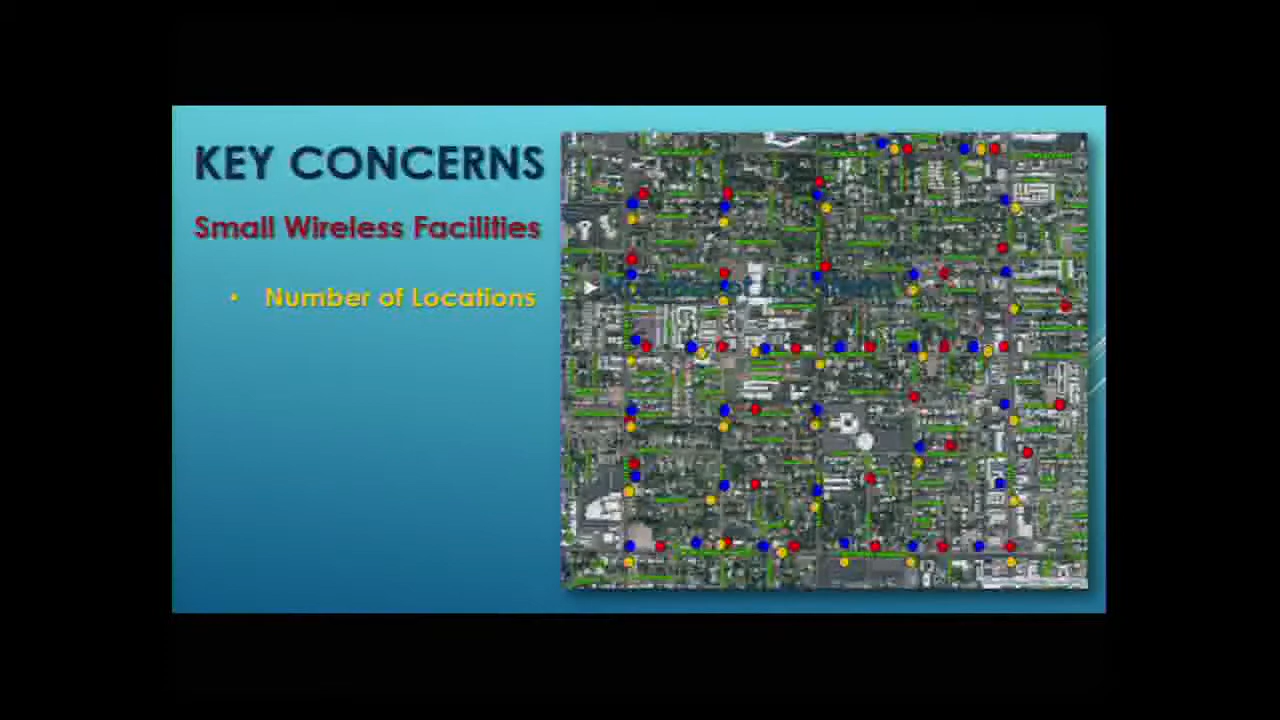 KEY CONCERNS
Small Wireless Facilities
• Number of Locations